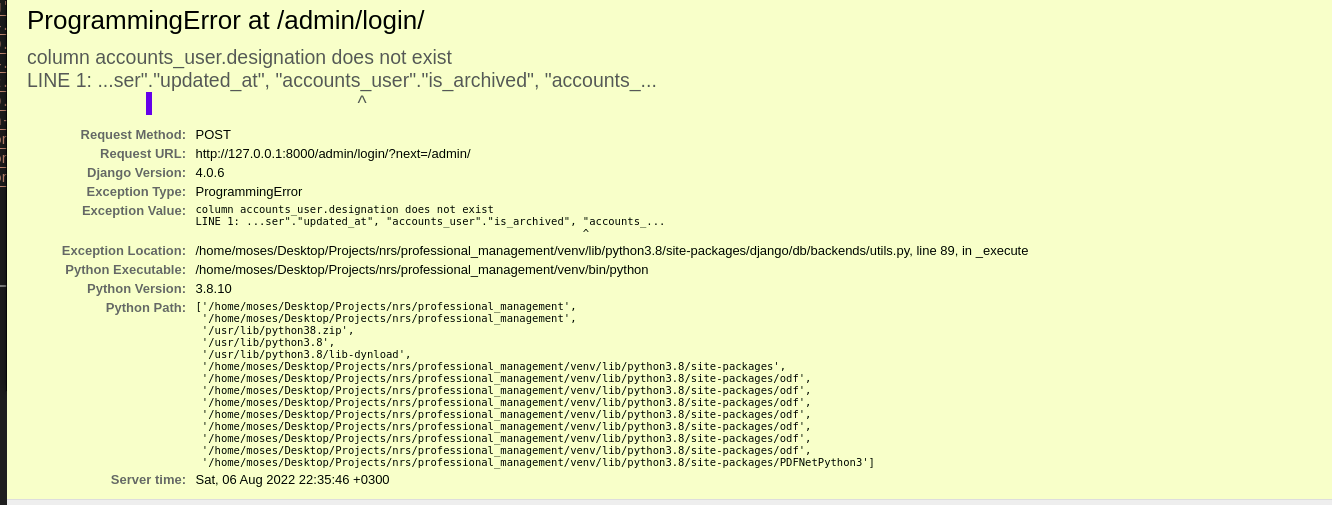 ProgrammingError at /admin/login/
column accounts_user.designation does not exist
LINE 1: ...ser"."updated_at", "accounts_user"."is_archived", "accounts_...
^
Request Method: POST
Request URL: http://127.0.0.1:8000/admin/login/?next=/admin/
Django Version: 4.0.6
Exception Type: ProgrammingError
Exception Value: column accounts_user.designation does not exist
LINE 1: ...ser"."updated_at", "accounts_user"."is_archived", "accounts_...
^
Exception Location: /home/moses/Desktop/Projects/nrs/professional_management/venv/lib/python3.8/site-packages/django/db/backends/utils.py, line 89, in _execute
Python Executable: /home/moses/Desktop/Projects/nrs/professional_management/venv/bin/python
Python Version: 3.8.10
Python Path: ['/home/moses/Desktop/Projects/nrs/professional_management',
'/home/moses/Desktop/Projects/nrs/professional_management',
'/usr/lib/python38.zip',
'/usr/lib/python3.8',
'/usr/lib/python3.8/lib-dynload',
'/home/moses/Desktop/Projects/nrs/professional_management/venv/lib/python3.8/site-packages',
'/home/moses/Desktop/Projects/nrs/professional_management/venv/lib/python3.8/site-packages/odf',
'/home/moses/Desktop/Projects/nrs/professional_management/venv/lib/python3.8/site-packages/odf',
'/home/moses/Desktop/Projects/nrs/professional_management/venv/lib/python3.8/site-packages/odf',
'/home/moses/Desktop/Projects/nrs/professional_management/venv/lib/python3.8/site-packages/odf',
'/home/moses/Desktop/Projects/nrs/professional_management/venv/lib/python3.8/site-packages/odf',
'/home/moses/Desktop/Projects/nrs/professional_management/venv/lib/python3.8/site-packages/odf',
'/home/moses/Desktop/Projects/nrs/professional_management/venv/lib/python3.8/site-packages/odf',
'/home/moses/Desktop/Projects/nrs/professional_management/venv/lib/python3.8/site-packages/PDFNetPython3']
Server time: Sat, 06 Aug 2022 22:35:46 +0300